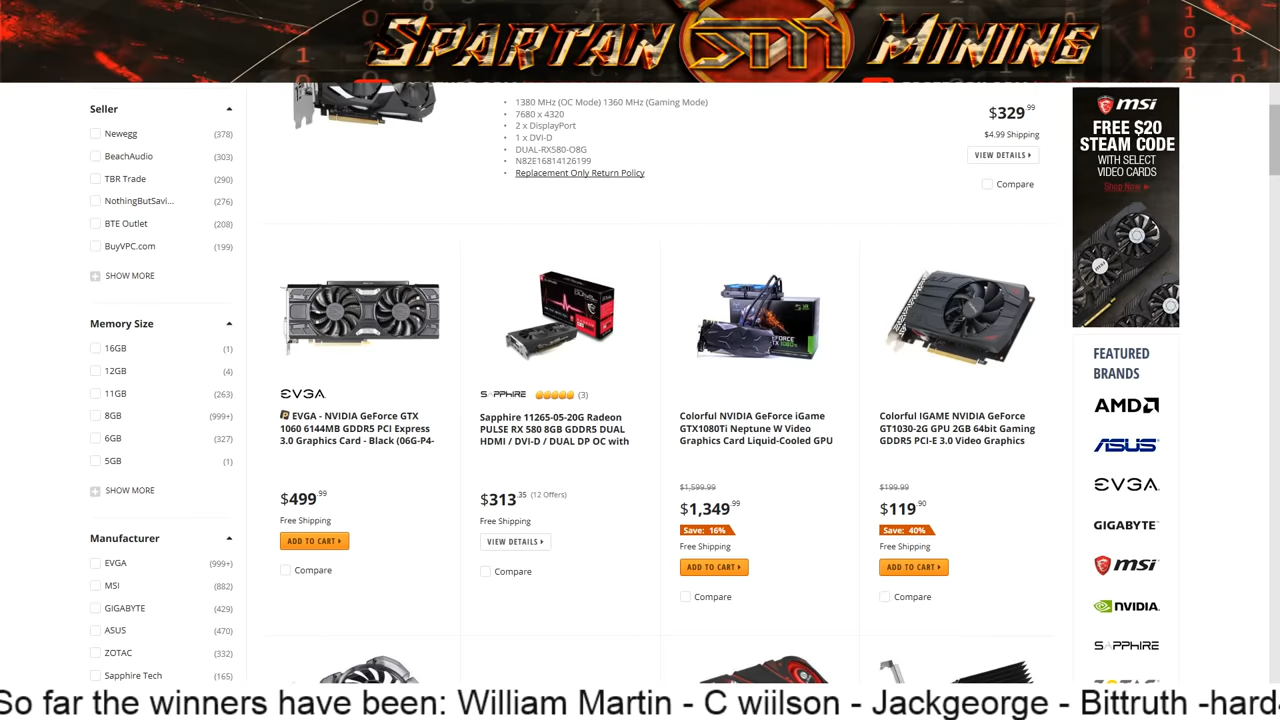 SPARTAN SM MINING
Seller
Newegg (378)
BeachAudio (303)
TBR Trade (290)
NothingButSavi... (276)
BTE Outlet (208)
BuyVPC.com (199)
SHOW MORE
Memory Size
16GB (1)
12GB (4)
11GB (263)
8GB (999+)
6GB (327)
5GB (1)
SHOW MORE
Manufacturer
EVGA (999+)
MSI (882)
GIGABYTE (429)
ASUS (470)
ZOTAC (332)
Sapphire Tech (165)
1380 MHz (OC Mode) 1360 MHz (Gaming Mode)
7680 x 4320
2 x DisplayPort
1 x DVI-D
DUAL-RX580-O8G
N82E16814126199
Replacement Only Return Policy
$329.99
$4.99 Shipping
VIEW DETAILS
Compare
EVGA
EVGA - NVIDIA GeForce GTX
1060 6144MB GDDR5 PCI Express
3.0 Graphics Card - Black (06G-P4-
$499.99
Free Shipping
ADD TO CART
Compare
SAPPHIRE (3)
Sapphire 11265-05-20G Radeon
PULSE RX 580 8GB GDDR5 DUAL
HDMI / DVI-D / DUAL DP OC with
$313.35 (12 Offers)
Free Shipping
VIEW DETAILS
Compare
Colorful NVIDIA GeForce iGame
GTX1080Ti Neptune W Video
Graphics Card Liquid-Cooled GPU
$1,599.99
$1,349.99
Save: 16%
Free Shipping
ADD TO CART
Compare
Colorful IGAME NVIDIA GeForce
GT1030-2G GPU 2GB 64bit Gaming
GDDR5 PCI-E 3.0 Video Graphics
$199.99
$119.90
Save: 40%
Free Shipping
ADD TO CART
Compare
msi
FREE $20
STEAM CODE
WITH SELECT
VIDEO CARDS
Shop Now
FEATURED
BRANDS
AMD
ASUS
EVGA
GIGABYTE
msi
NVIDIA
SAPPHIRE
So far the winners have been: William Martin - C wiilson - Jackgeorge - Bittruth -hard